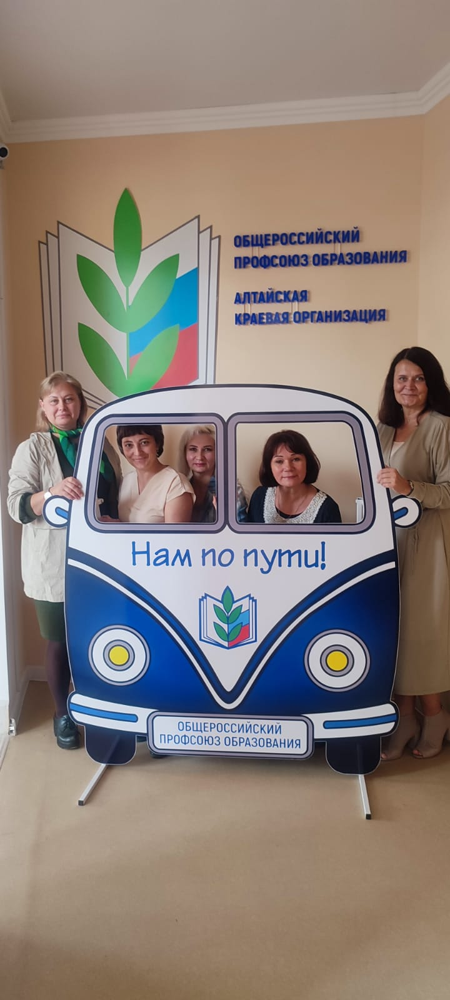 ОБЩЕРОССИЙСКИЙ
ПРОФСОЮЗ ОБРАЗОВАНИЯ
АЛТАЙСКАЯ
КРАЕВАЯ ОРГАНИЗАЦИЯ
Нам по пути!
ОБЩЕРОССИЙСКИЙ
ПРОФСОЮЗ ОБРАЗОВАНИЯ